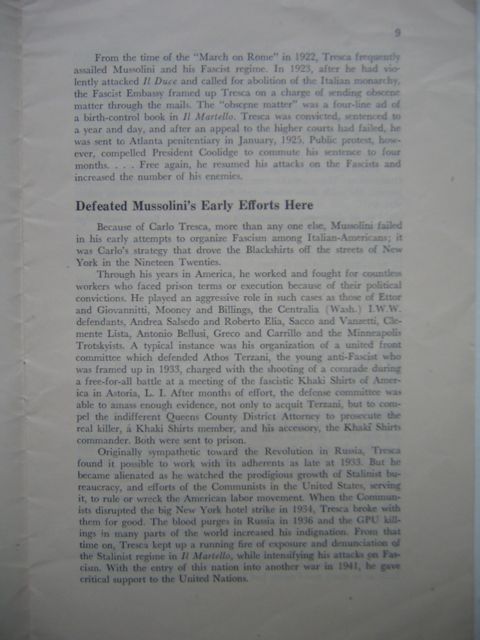 9
From the time of the "March on Rome" in 1922, Tresca frequently
assailed Mussolini and his Fascist regime. In 1923, after he had vio-
lently attacked Il Duce and called for abolition of the Italian monarchy,
the Fascist Embassy framed up Tresca on a charge of sending obscene
matter through the mails. The "obscene matter" was a four-line ad of
a birth-control book in Il Martello. Tresca was convicted, sentenced to
a year and day, and after an appeal to the higher courts had failed, he
was sent to Atlanta penitentiary in January, 1925. Public protest, how-
ever, compelled President Coolidge to commute his sentence to four
months. . . . Free again, he resumed his attacks on the Fascists and
increased the number of his enemies.
Defeated Mussolini's Early Efforts Here
Because of Carlo Tresca, more than any one else, Mussolini failed
in his early attempts to organize Fascism among Italian-Americans; it
was Carlo's strategy that drove the Blackshirts off the streets of New
York in the Nineteen Twenties.
Through his years in America, he worked and fought for countless
workers who faced prison terms or execution because of their political
convictions. He played an aggressive role in such cases as those of Ettor
and Giovannitti, Mooney and Billings, the Centralia (Wash.) I.W.W.
defendants, Andrea Salsedo and Roberto Elia, Sacco and Vanzetti, Cle-
mente Lista, Antonio Bellusi, Greco and Carrillo and the Minneapolis
Trotskyists. A typical instance was his organization of a united front
committee which defended Athos Terzani, the young anti-Fascist who
was framed up in 1933, charged with the shooting of a comrade during
a free-for-all battle at a meeting of the fascistic Khaki Shirts of Amer-
ica in Astoria, L. I. After months of effort, the defense committee was
able to amass enough evidence, not only to acquit Terzani, but to com-
pel the indifferent Queens County District Attorney to prosecute the
real killer, a Khaki Shirts member, and his accessory, the Khaki Shirts
commander. Both were sent to prison.
Originally sympathetic toward the Revolution in Russia, Tresca
found it possible to work with its adherents as late at 1933. But he
became alienated as he watched the prodigious growth of Stalinist bu-
reaucracy, and efforts of the Communists in the United States, serving
it, to rule or wreck the American labor movement. When the Commun-
ists disrupted the big New York hotel strike in 1934, Tresca broke with
them for good. The blood purges in Russia in 1936 and the GPU kill-
ings in many parts of the world increased his indignation. From that
time on, Tresca kept up a running fire of exposure and denunciation of
the Stalinist regime in Il Martello, while intensifying his attacks on Fas-
cism. With the entry of this nation into another war in 1941, he gave
critical support to the United Nations.